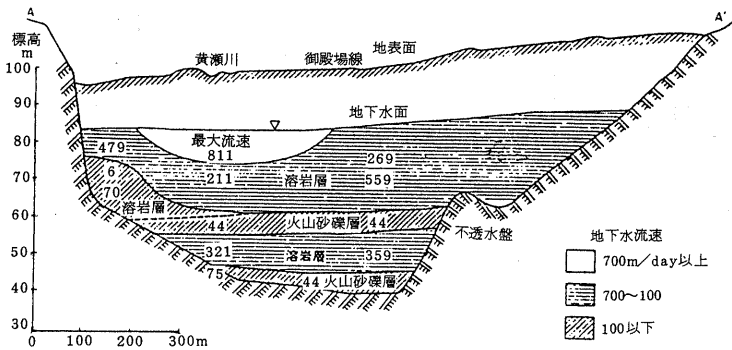 A
A'
標高
m
黄瀬川
御殿場線
地表面
100
90
80
70
60
50
40
30
地下水面
最大流速
811
479
269
6
211
溶岩層
559
70
溶岩層
44
火山砂礫層
44
不透水盤
321
溶岩層
359
75
44
火山砂礫層
地下水流速
700m/day以上
700~100
100以下
0
100
200
300m